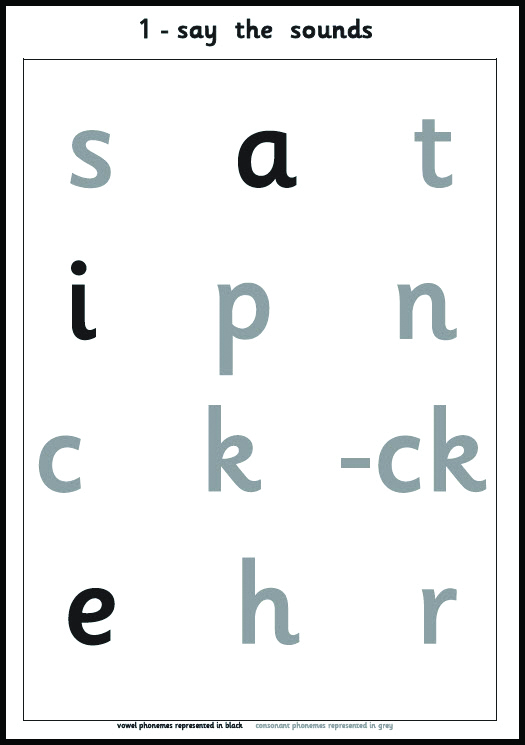 1 - say the sounds
s a t
i p n
c k -ck
e h r
vowel phonemes represented in black consonant phonemes represented in grey